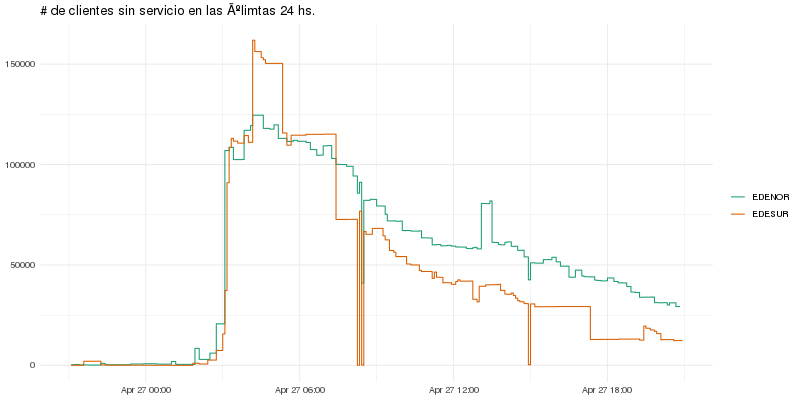 # de clientes sin servicio en las Ãºlimtas 24 hs.
150000
100000
50000
0
Apr 27 00:00
Apr 27 06:00
Apr 27 12:00
Apr 27 18:00
EDENOR
EDESUR